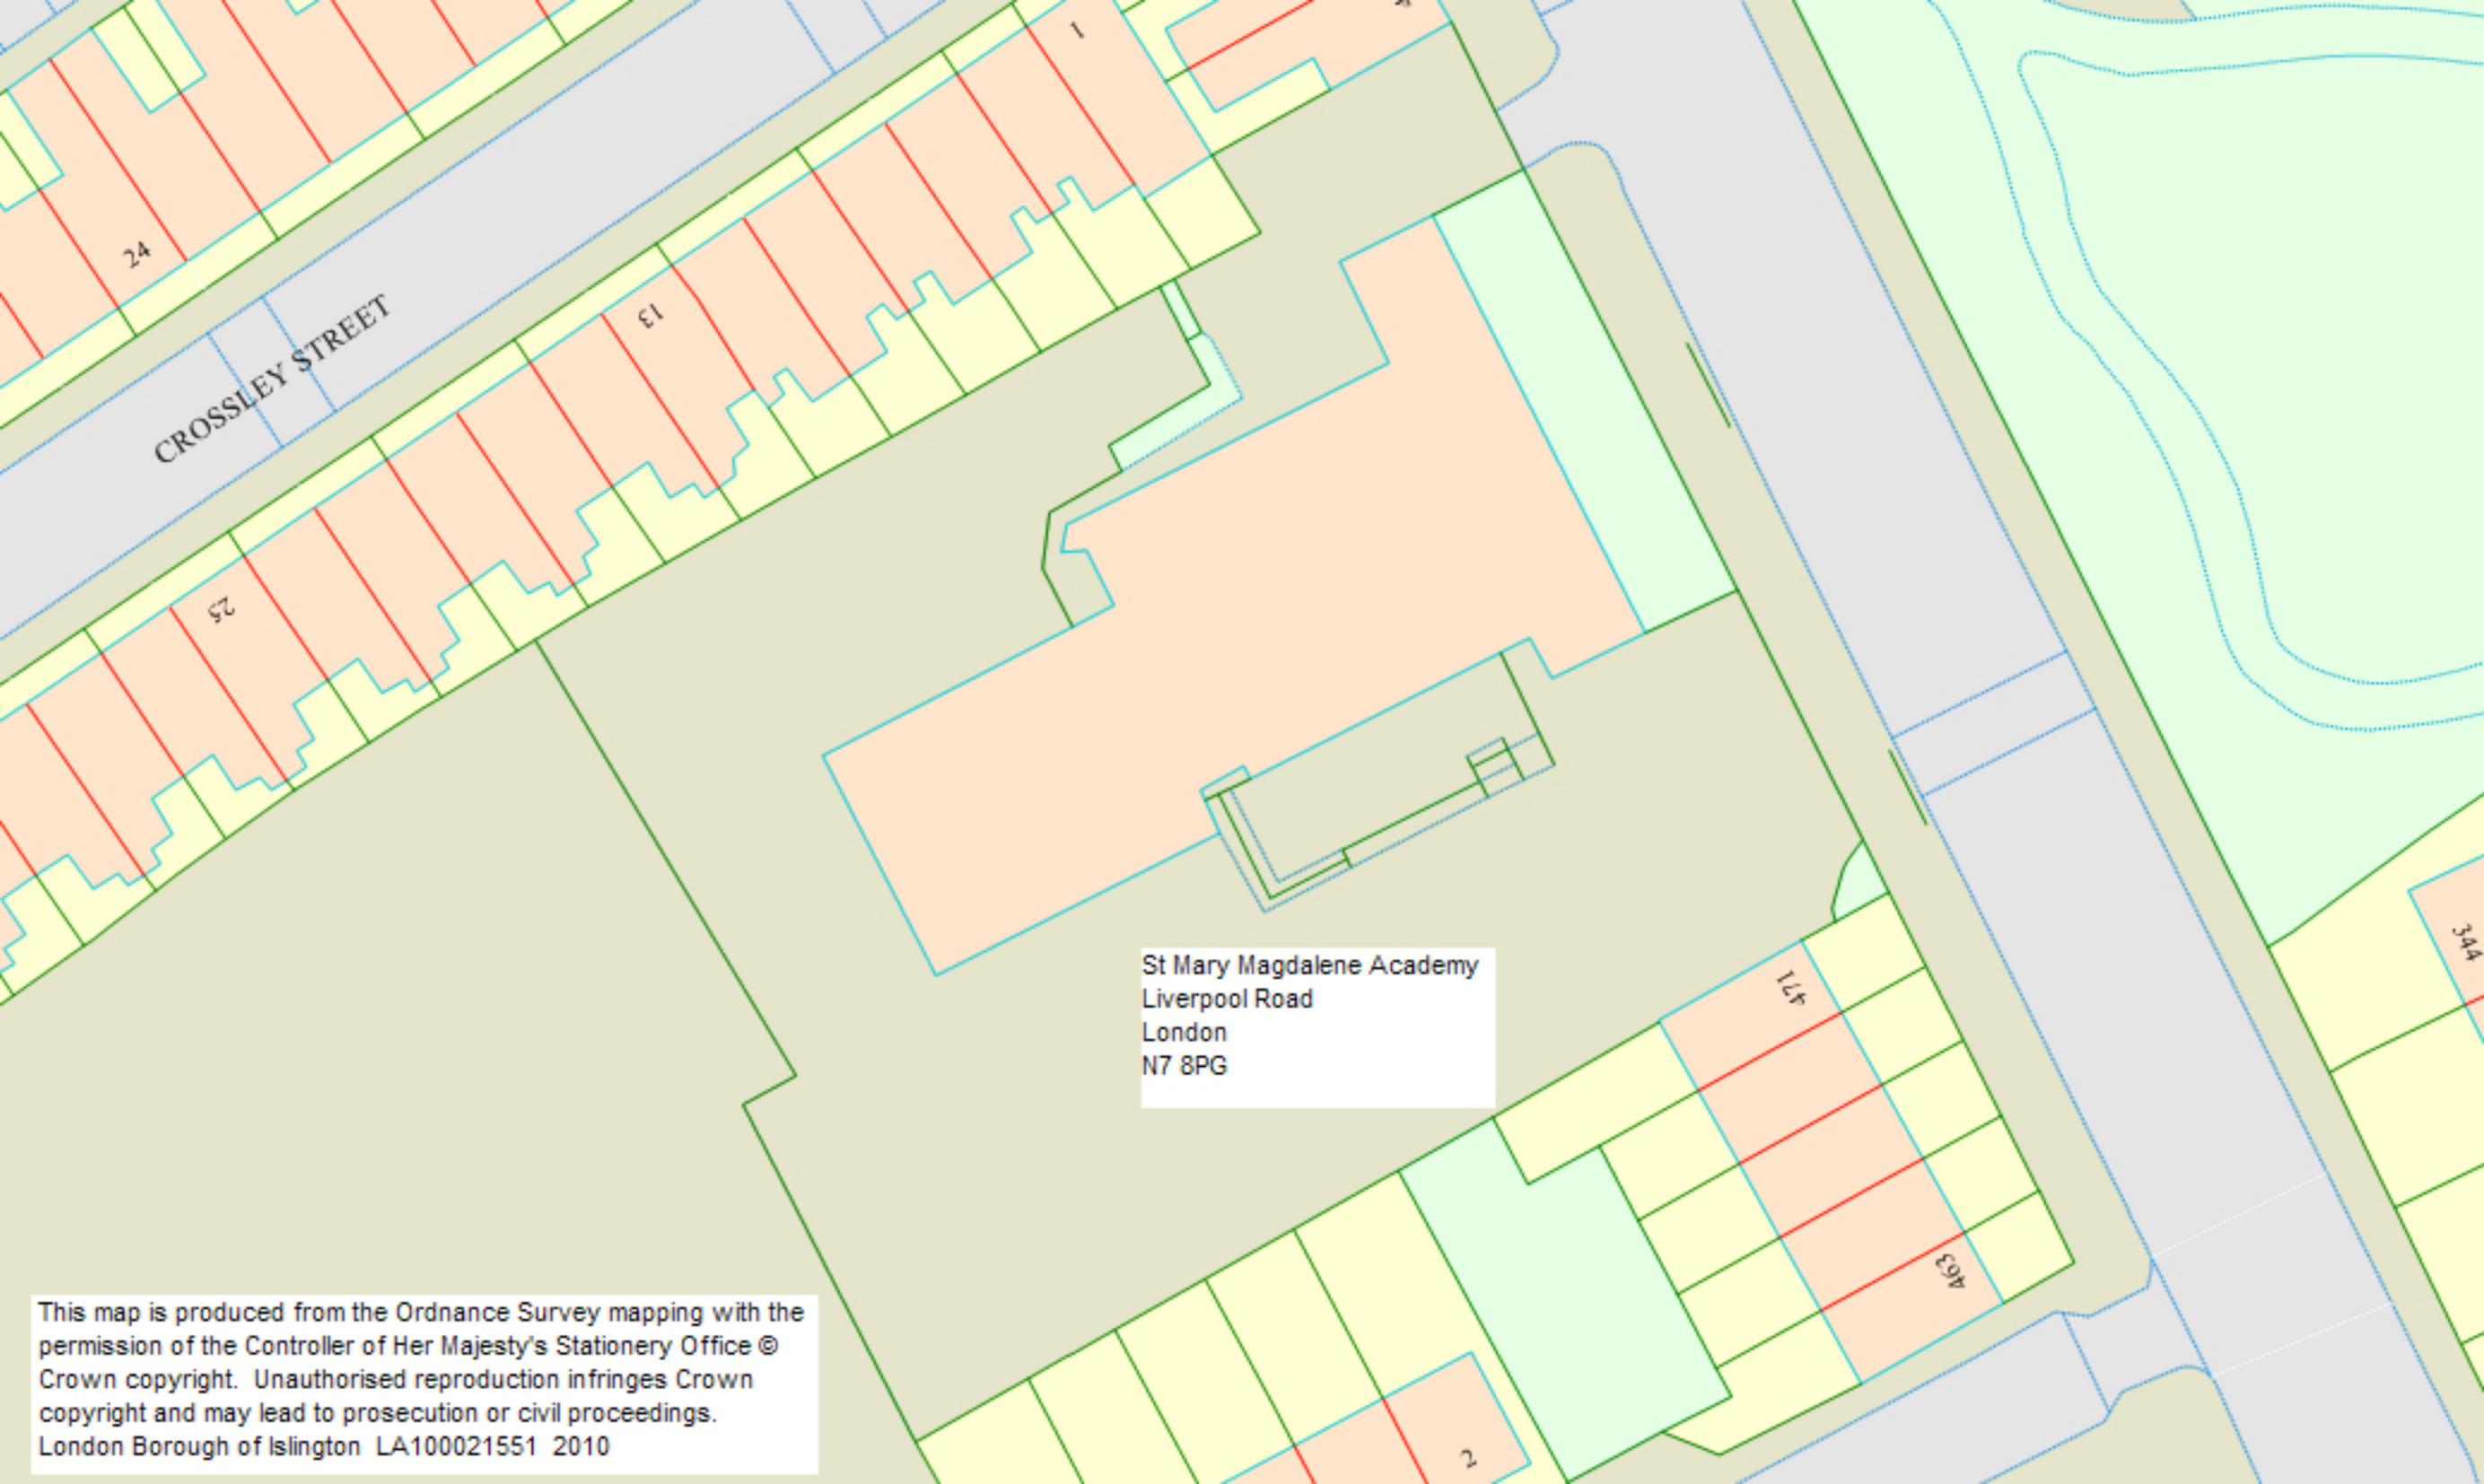 1
24
CROSSLEY STREET
13
25
344
St Mary Magdalene Academy
Liverpool Road
London
N7 8PG
471
463
2
This map is produced from the Ordnance Survey mapping with the
permission of the Controller of Her Majesty's Stationery Office ©
Crown copyright.  Unauthorised reproduction infringes Crown
copyright and may lead to prosecution or civil proceedings.
London Borough of Islington  LA100021551  2010